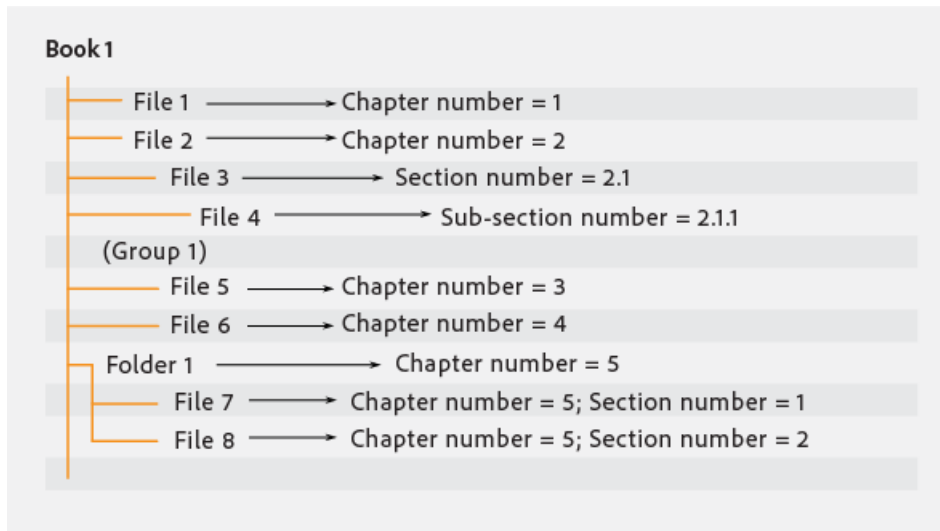 Book 1
File 1 Chapter number = 1
File 2 Chapter number = 2
File 3 Section number = 2.1
File 4 Sub-section number = 2.1.1
(Group 1)
File 5 Chapter number = 3
File 6 Chapter number = 4
Folder 1 Chapter number = 5
File 7 Chapter number = 5; Section number = 1
File 8 Chapter number = 5; Section number = 2